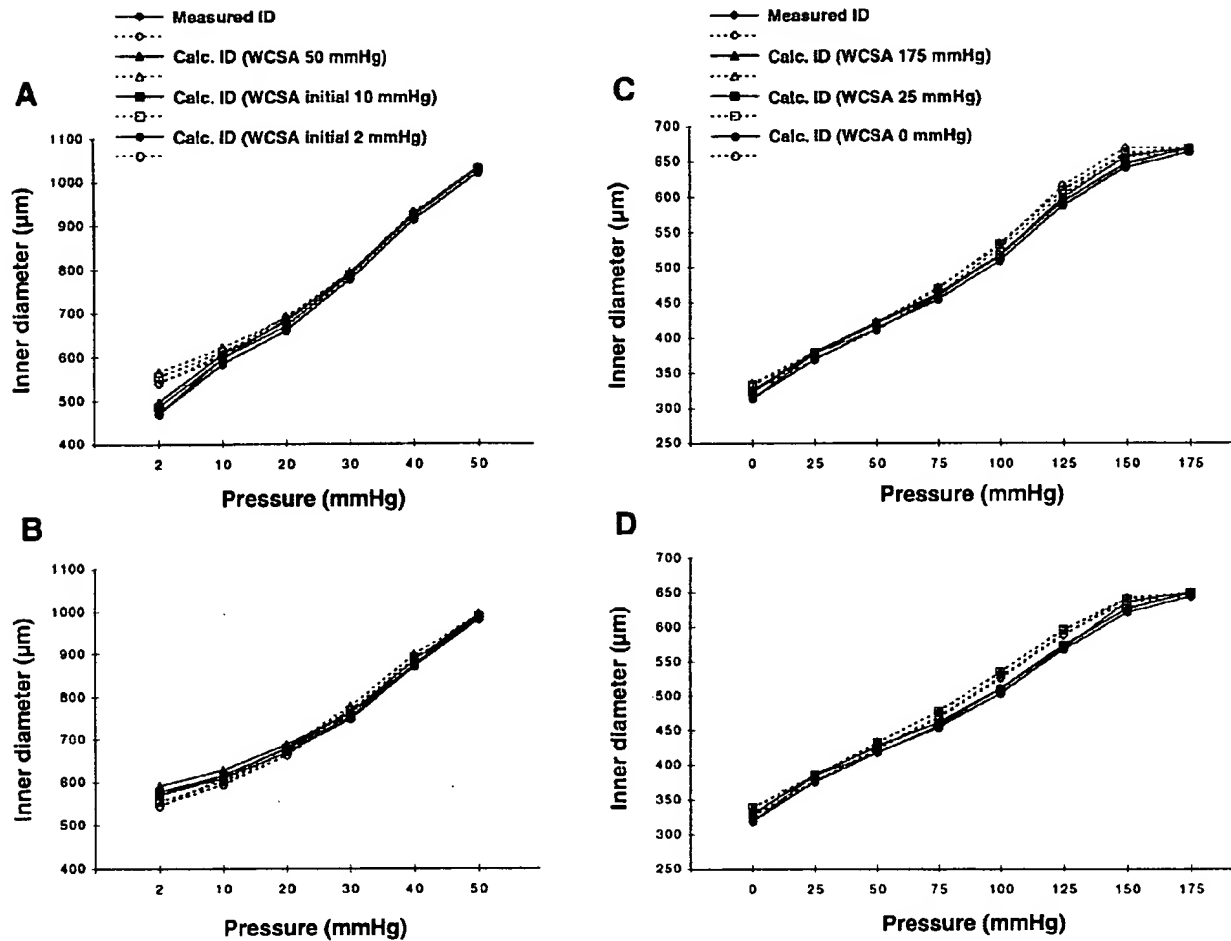 Measured ID
Calc. ID (WCSA 50 mmHg)
Calc. ID (WCSA initial 10 mmHg)
Calc. ID (WCSA initial 2 mmHg)
A
1100
1000
900
800
700
600
500
400
Inner diameter (µm)
2 10 20 30 40 50
Pressure (mmHg)
B
1100
1000
900
800
700
600
500
400
Inner diameter (µm)
2 10 20 30 40 50
Pressure (mmHg)
Measured ID
Calc. ID (WCSA 175 mmHg)
Calc. ID (WCSA 25 mmHg)
Calc. ID (WCSA 0 mmHg)
C
700
650
600
550
500
450
400
350
300
250
Inner diameter (µm)
0 25 50 75 100 125 150 175
Pressure (mmHg)
D
700
650
600
550
500
450
400
350
300
250
Inner diameter (µm)
0 25 50 75 100 125 150 175
Pressure (mmHg)